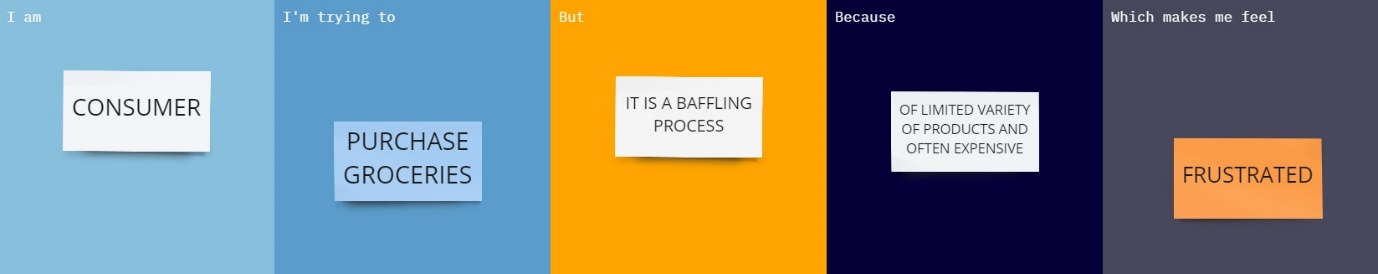 I am
CONSUMER
I'm trying to
PURCHASE
GROCERIES
But
IT IS A BAFFLING
PROCESS
Because
OF LIMITED VARIETY
OF PRODUCTS AND
OFTEN EXPENSIVE
Which makes me feel
FRUSTRATED